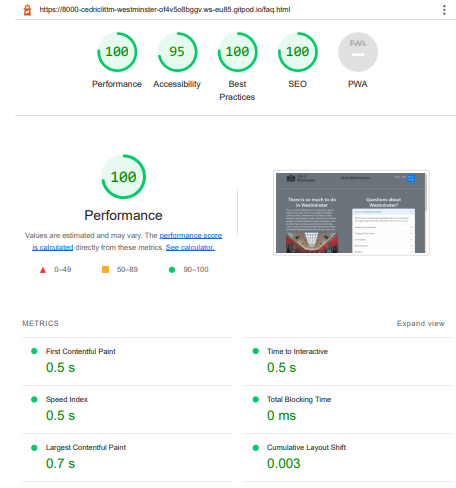 https://8000-cedriclittm-westminster-of4v5o8bggv.ws-eu85.gitpod.io/faq.html
100
95
100
100
PWA
Performance
Accessibility
Best
Practices
SEO
PWA
100
Performance
Values are estimated and may vary. The performance score
is calculated directly from these metrics. See calculator.
0–49
50–89
90–100
There is so much to do
in Westminster
Questions about
Westminster?
METRICS
Expand view
First Contentful Paint
0.5 s
Time to Interactive
0.5 s
Speed Index
0.5 s
Total Blocking Time
0 ms
Largest Contentful Paint
0.7 s
Cumulative Layout Shift
0.003